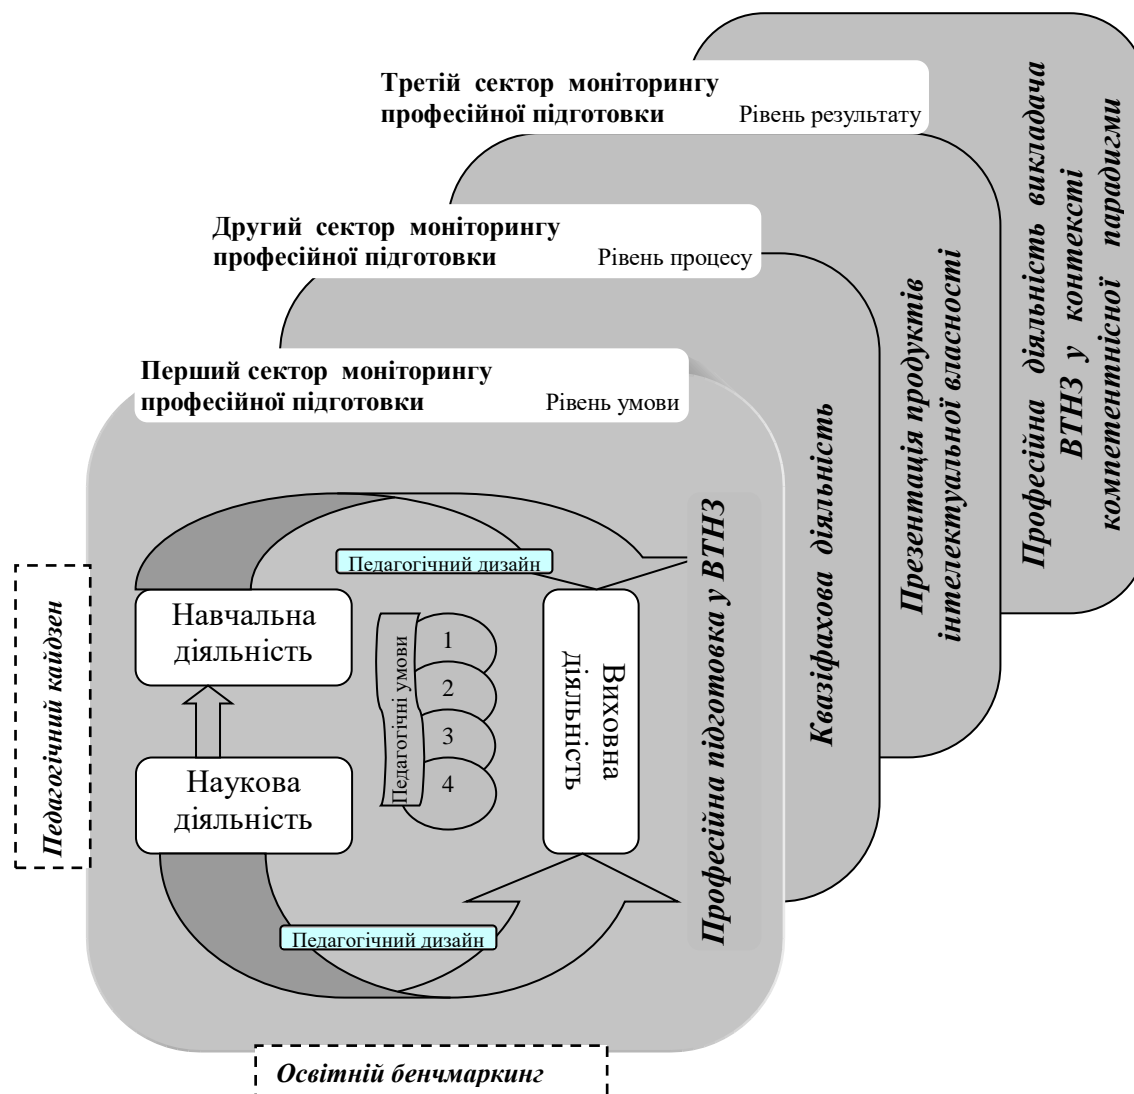 Третій сектор моніторингу
професійної підготовки Рівень результату
Другий сектор моніторингу
професійної підготовки Рівень процесу
Перший сектор моніторингу
професійної підготовки Рівень умови
Педагогічний дизайн
Навчальна
діяльність
Наукова
діяльність
Педагогічні умови
1
2
3
4
Виховна
діяльність
Педагогічний дизайн
Професійна підготовка у ВТНЗ
Квазіфахова діяльність
Презентація продуктів
інтелектуальної власності
Професійна діяльність викладача
ВТНЗ у контексті
компетентнісної парадигми
Педагогічний кайдзен
Освітній бенчмаркинг